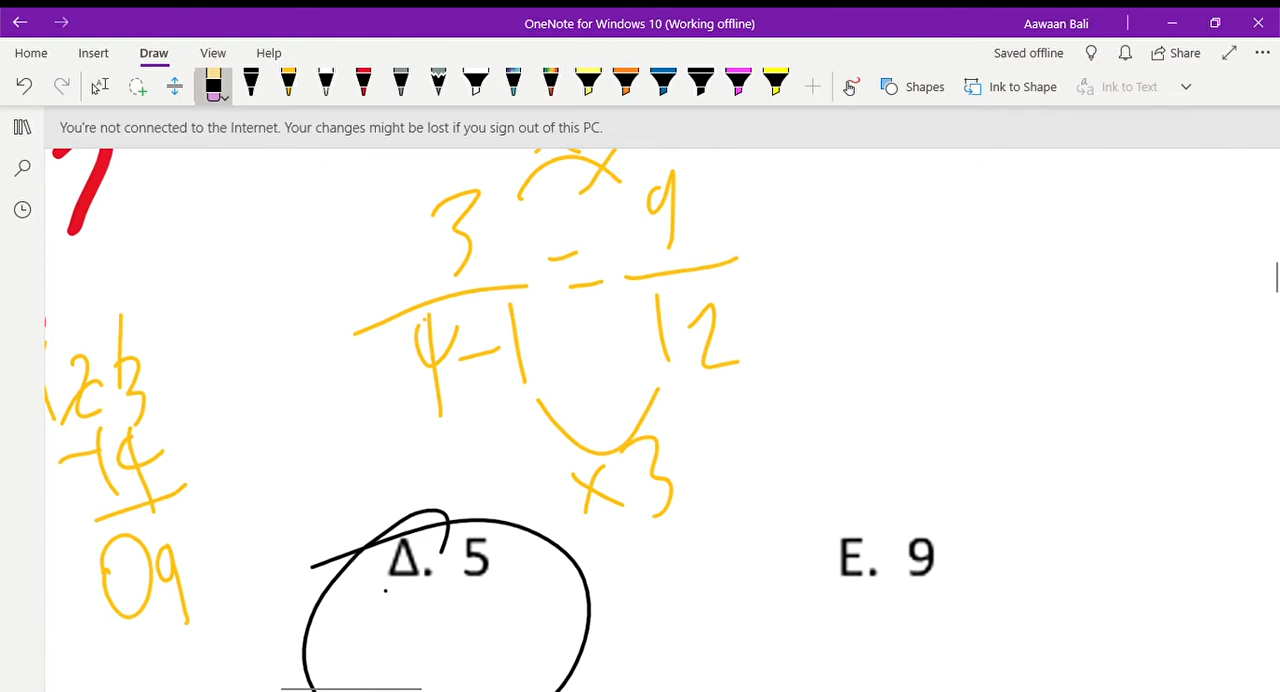 OneNote for Windows 10 (Working offline)
Aawaan Bali
Home Insert Draw View Help
Saved offline
Share
Shapes
Ink to Shape
Ink to Text
You're not connected to the Internet. Your changes might be lost if you sign out of this PC.
3 = 9
4-1 12
×3
-14
09
Δ. 5 E. 9